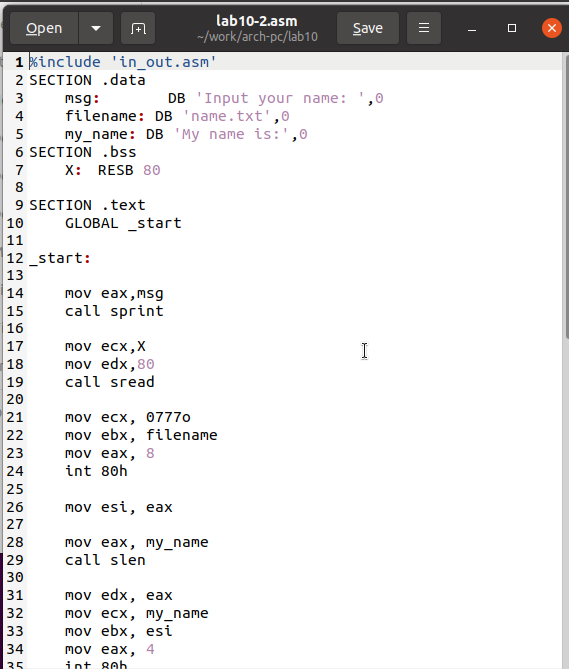 Open
lab10-2.asm
~/work/arch-pc/lab10
Save
1 %include 'in_out.asm'
2 SECTION .data
3     msg:        DB 'Input your name: ',0
4     filename: DB 'name.txt',0
5     my_name: DB 'My name is:',0
6 SECTION .bss
7     X:  RESB 80
8
9 SECTION .text
10     GLOBAL _start
11
12 _start:
13
14     mov eax,msg
15     call sprint
16
17     mov ecx,X
18     mov edx,80
19     call sread
20
21     mov ecx, 0777o
22     mov ebx, filename
23     mov eax, 8
24     int 80h
25
26     mov esi, eax
27
28     mov eax, my_name
29     call slen
30
31     mov edx, eax
32     mov ecx, my_name
33     mov ebx, esi
34     mov eax, 4
35     int 80h